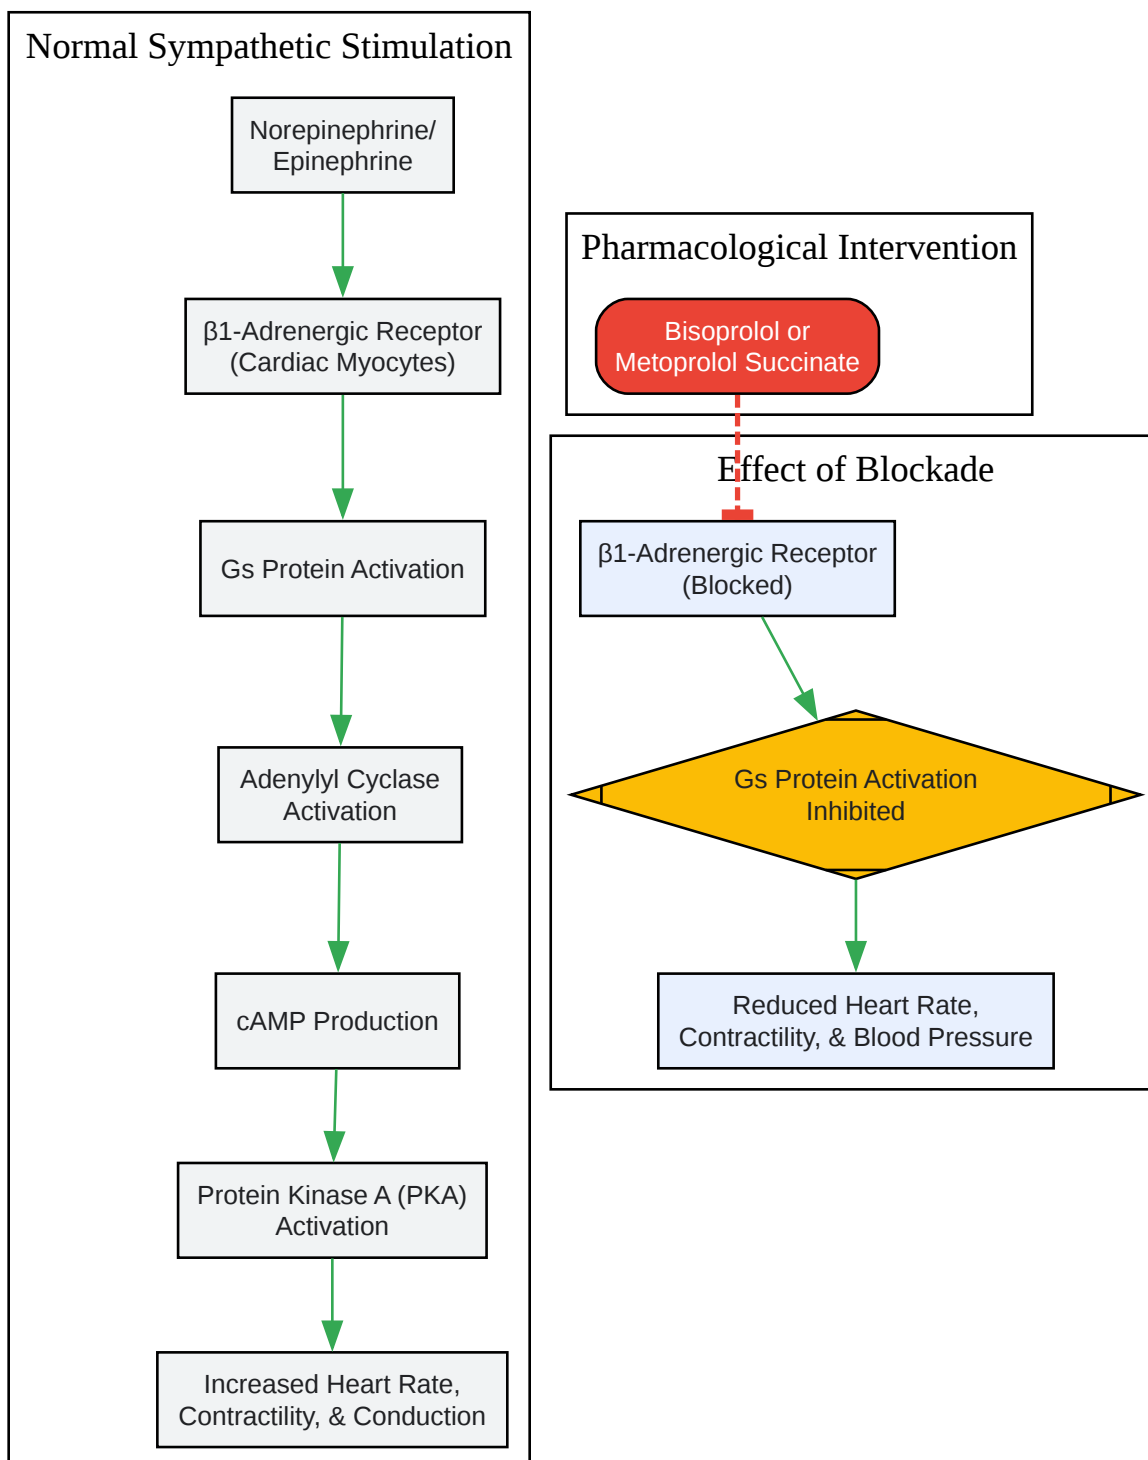 Normal Sympathetic Stimulation
Norepinephrine/
Epinephrine
β1-Adrenergic Receptor
(Cardiac Myocytes)
Gs Protein Activation
Adenylyl Cyclase
Activation
cAMP Production
Protein Kinase A (PKA)
Activation
Increased Heart Rate,
Contractility, & Conduction
Pharmacological Intervention
Bisoprolol or
Metoprolol Succinate
Effect of Blockade
β1-Adrenergic Receptor
(Blocked)
Gs Protein Activation
Inhibited
Reduced Heart Rate,
Contractility, & Blood Pressure